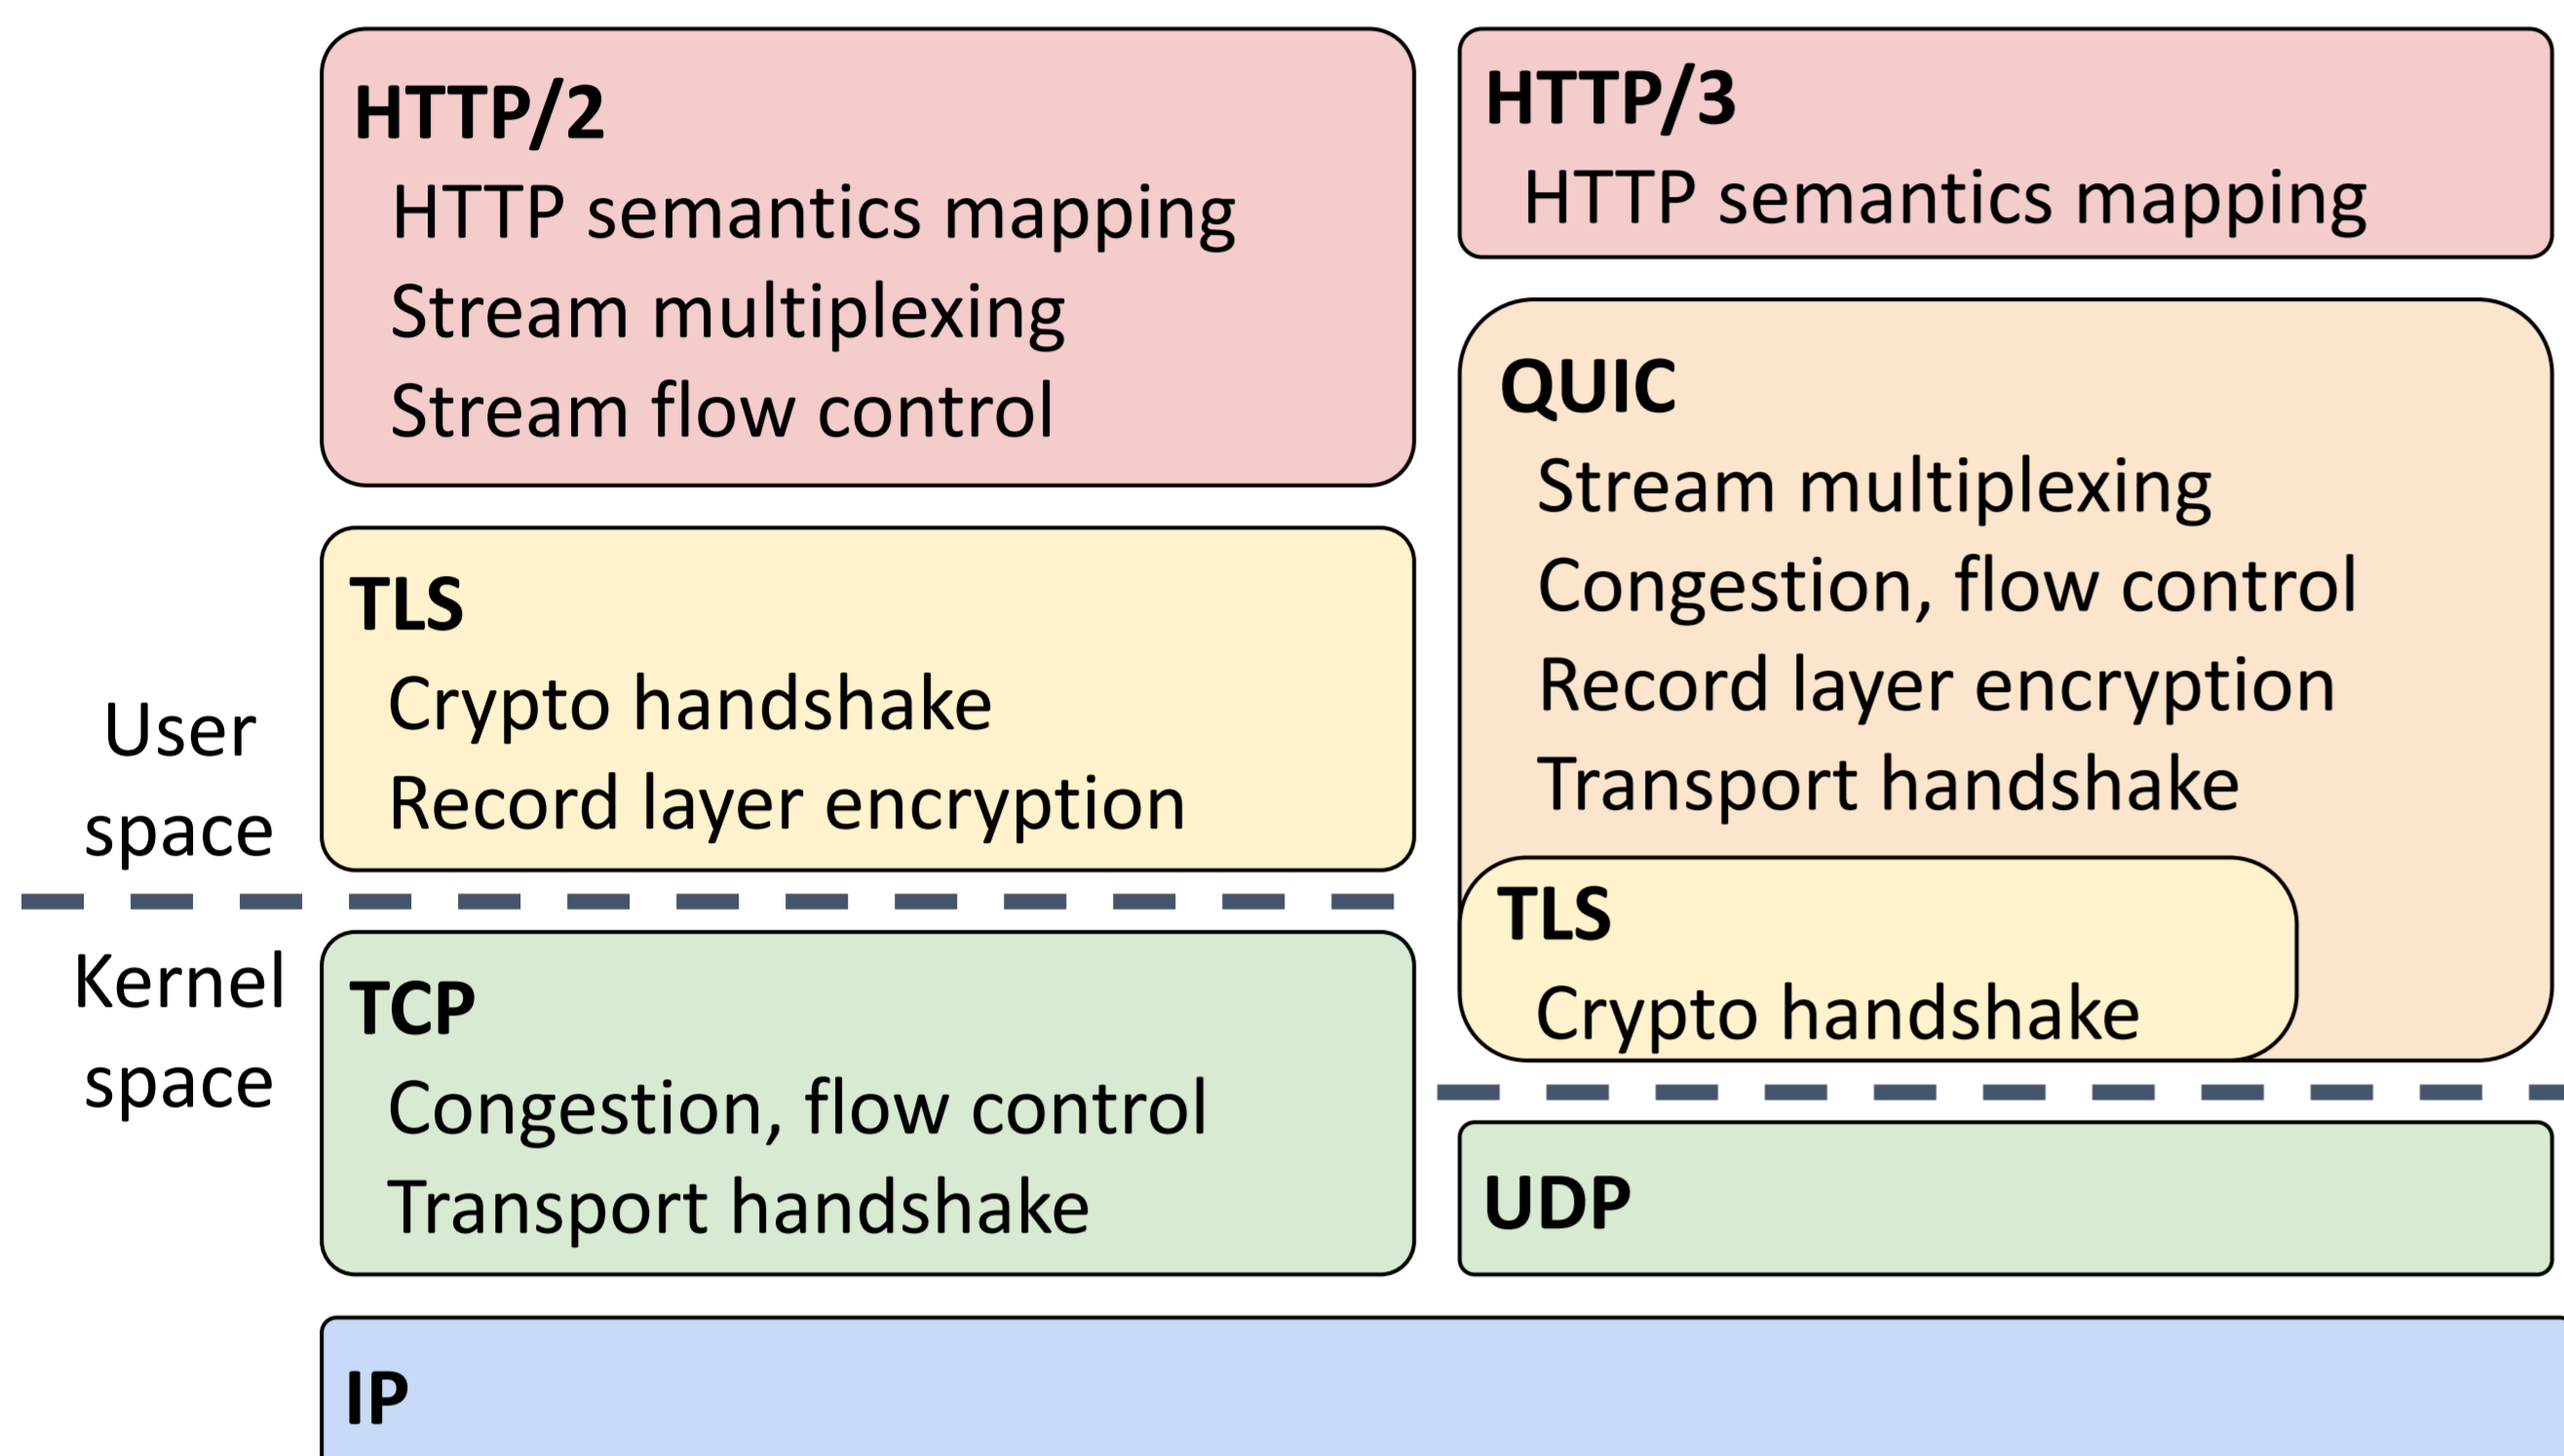 HTTP/2
HTTP semantics mapping
Stream multiplexing
Stream flow control
TLS
Crypto handshake
Record layer encryption
User
space
Kernel
space
TCP
Congestion, flow control
Transport handshake
HTTP/3
HTTP semantics mapping
QUIC
Stream multiplexing
Congestion, flow control
Record layer encryption
Transport handshake
TLS
Crypto handshake
UDP
IP